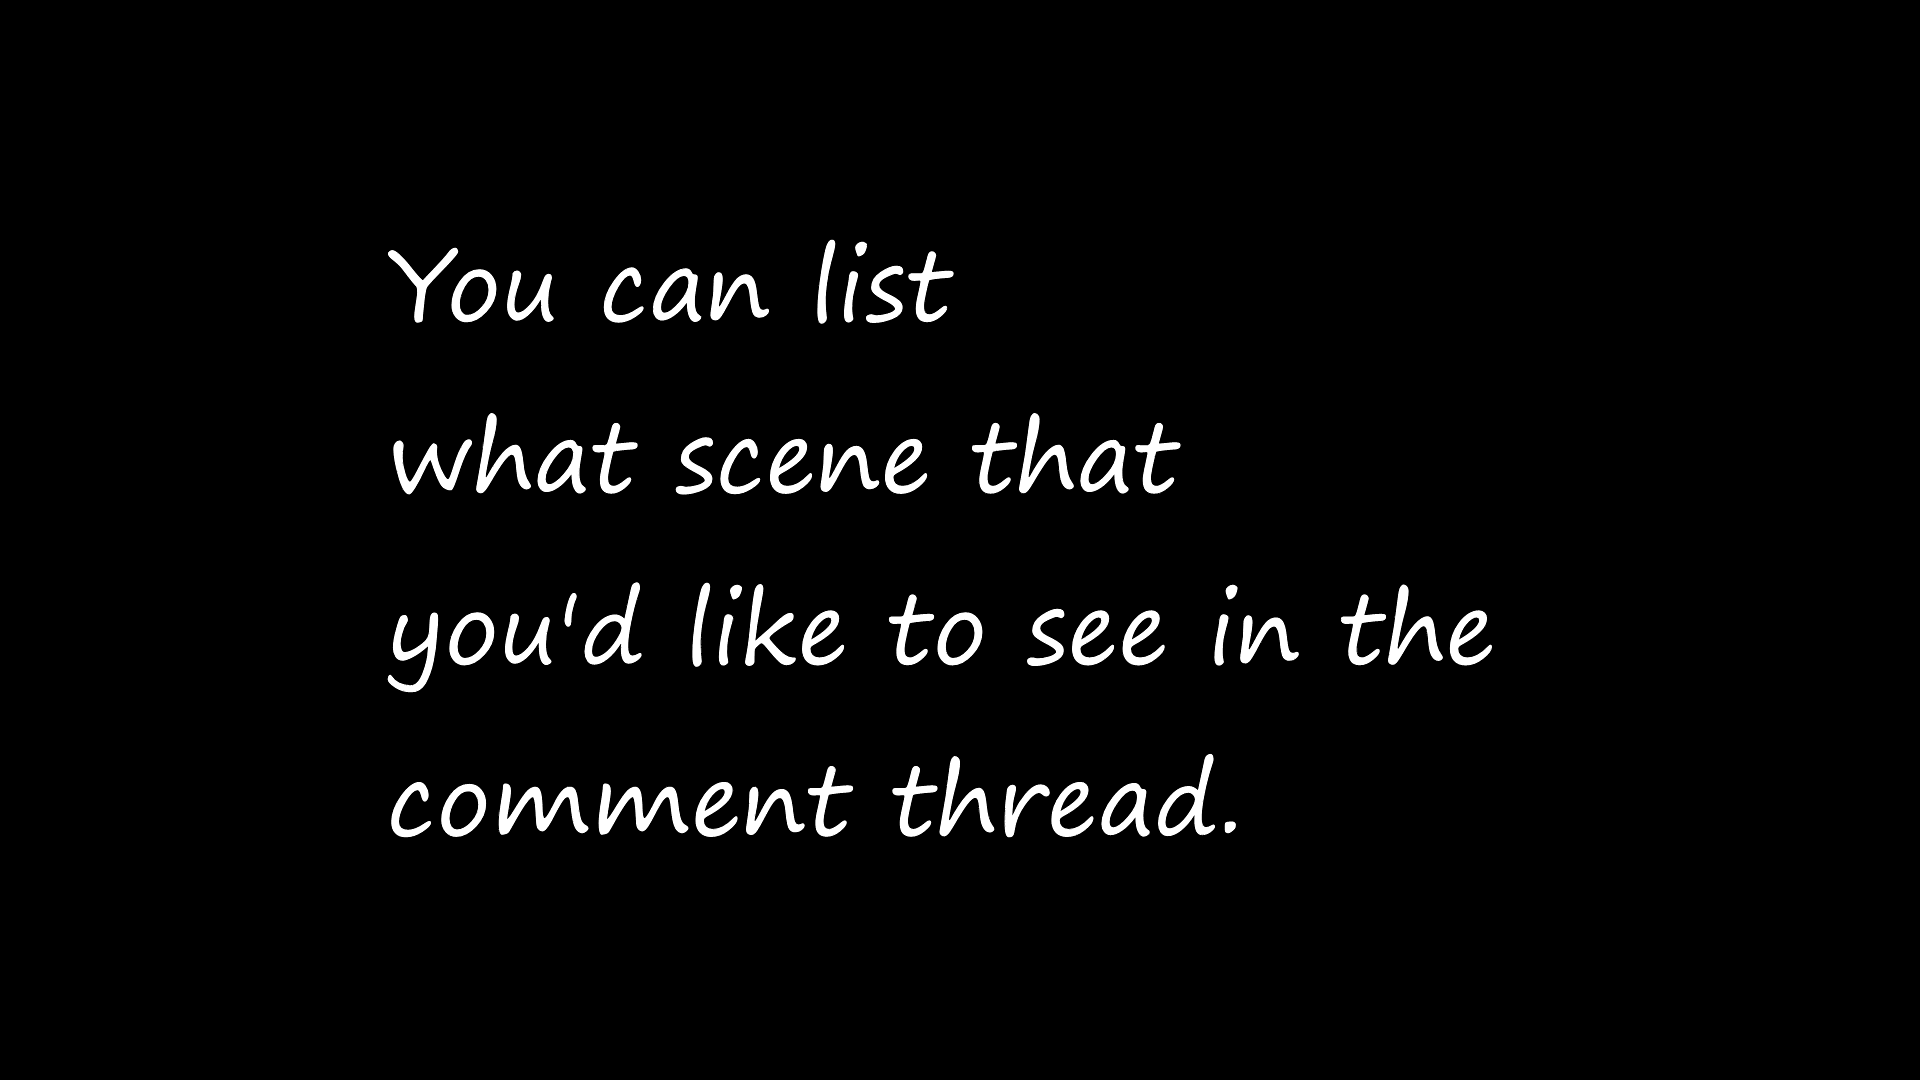 You can list
what scene that
you'd like to see in the
comment thread.